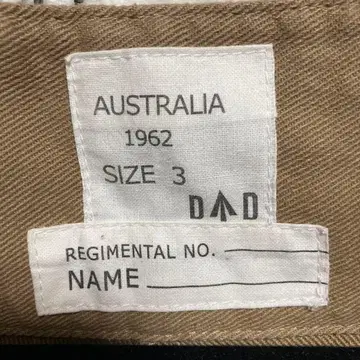 AUSTRALIA
1962
SIZE 3
D D
REGIMENTAL NO.
NAME